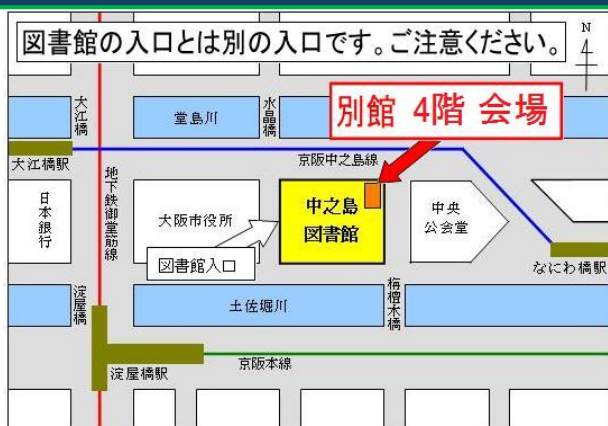 図書館の入口とは別の入口です。ご注意ください。
N
別館 4階 会場
大江橋
堂島川
水晶橋
大江橋駅
京阪中之島線
地下鉄御堂筋線
日本銀行
大阪市役所
中之島
図書館
中央
公会堂
図書館入口
なにわ橋駅
淀屋橋
土佐堀川
栴檀木橋
淀屋橋駅
京阪本線